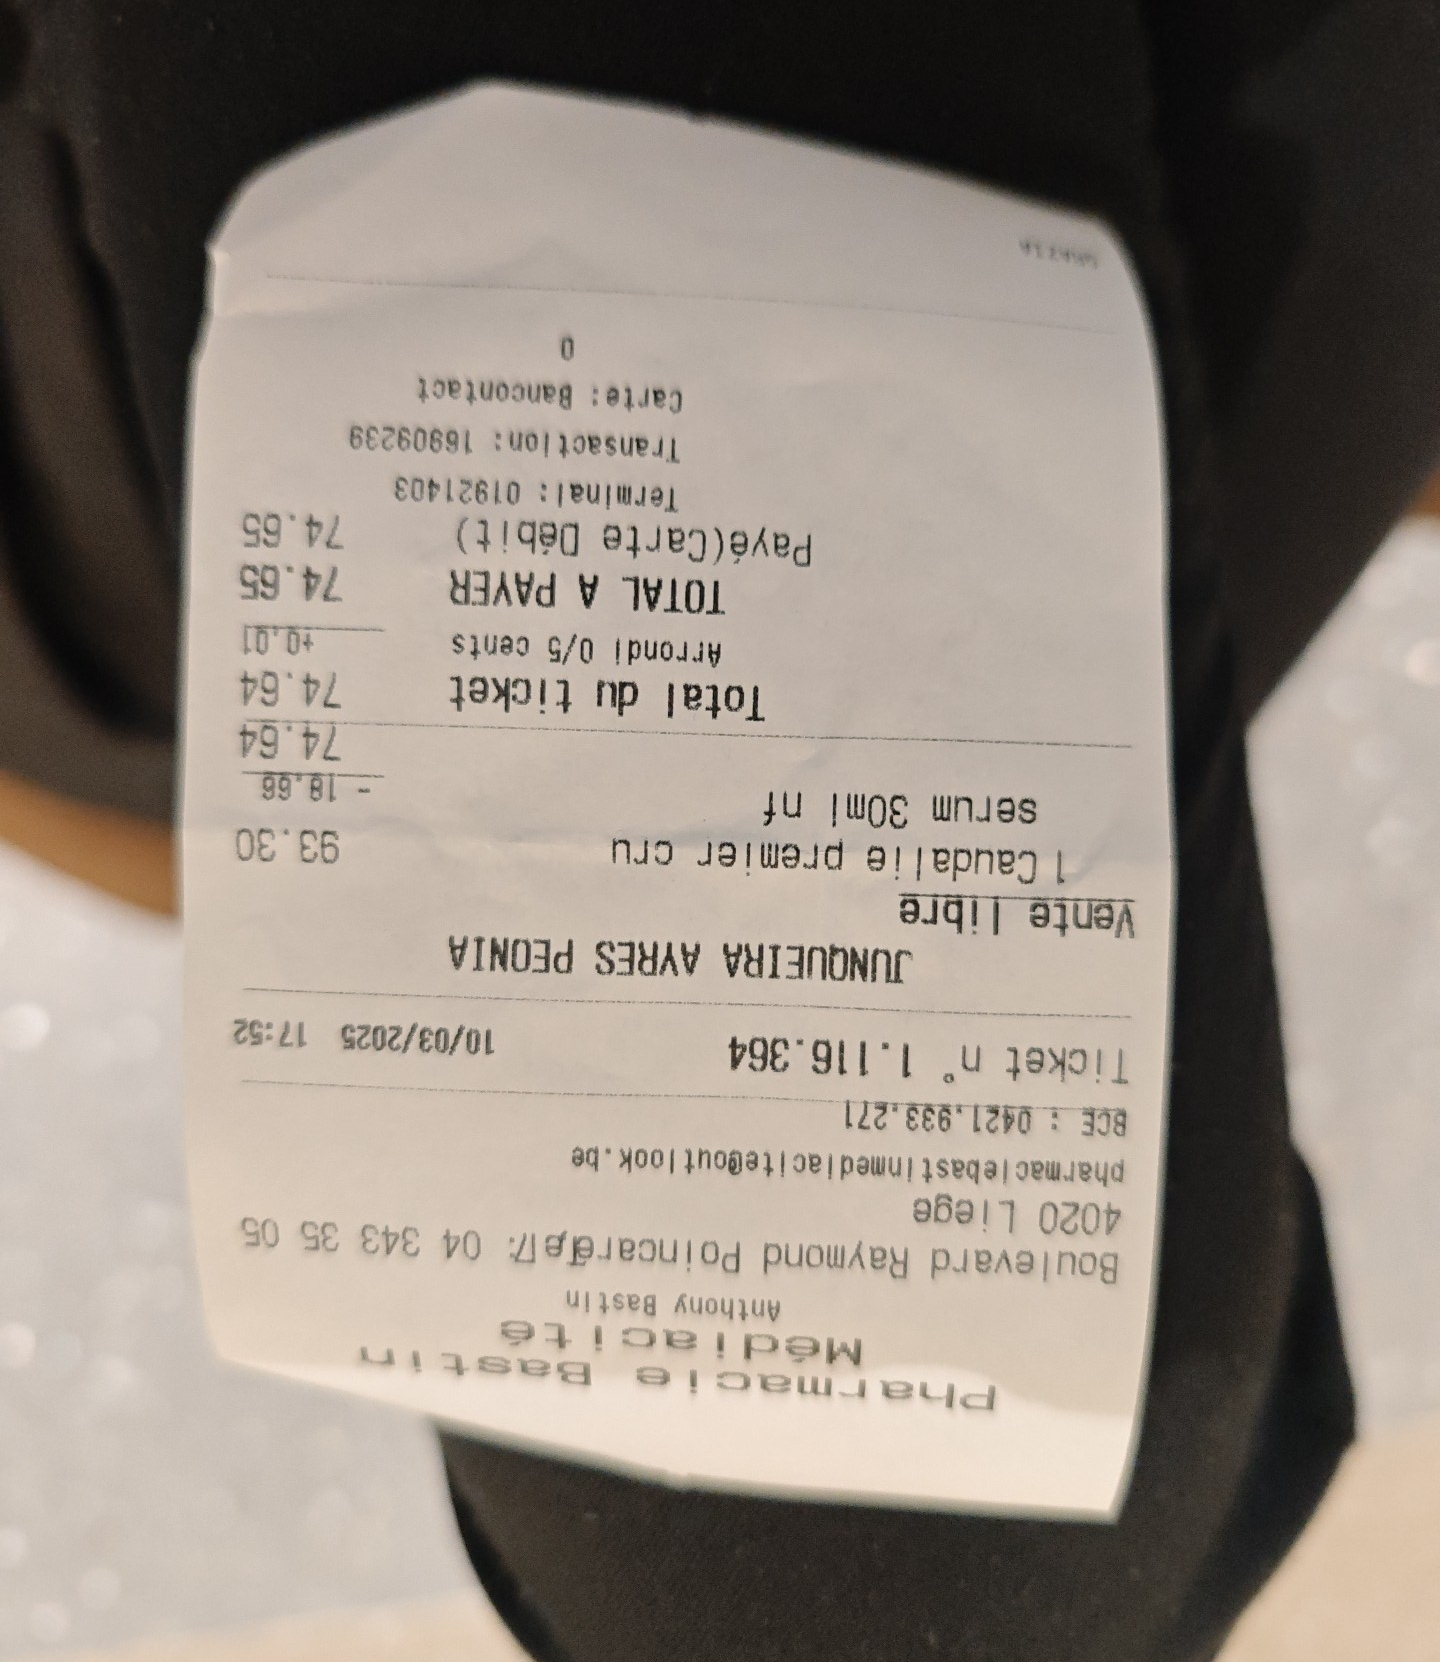 Pharmacie Bastin
Médiacité
Anthony Bastin
Boulevard Raymond Poincaré, 7: 04 343 35 05
4020 Liege
pharmaciebastinmediacite@outlook.be
BCE : 0421.933.271
Ticket n° 1.116.364 10/03/2025 17:52
JUNQUEIRA AYRES PEONIA
Vente libre
1 Caudalie premier cru 93.30
serum 30ml nf - 18.66
74.64
Total du ticket 74.64
Arrondi 0/5 cents +0.01
TOTAL A PAYER 74.65
Payé(Carte Débit) 74.65
Terminal: 01921403
Transaction: 16909239
Carte: Bancontact
0